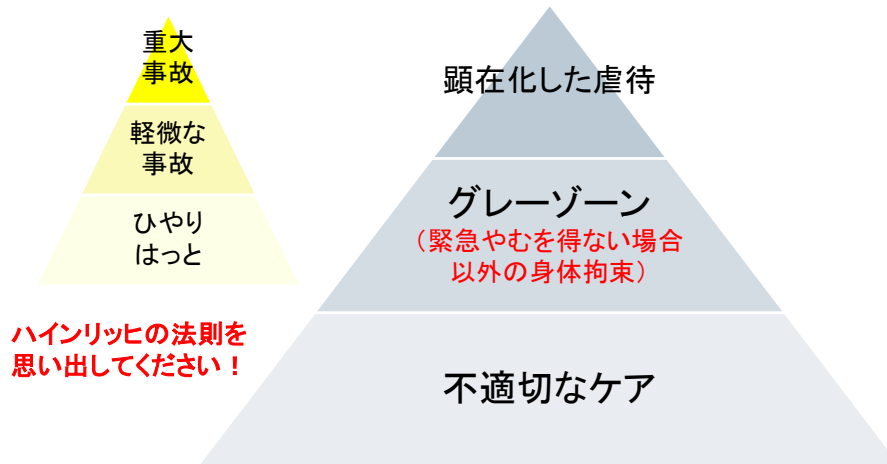 重大
事故
軽微な
事故
ひやり
はっと
ハインリッヒの法則を
思い出してください！
顕在化した虐待
グレーゾーン
（緊急やむを得ない場合
以外の身体拘束）
不適切なケア